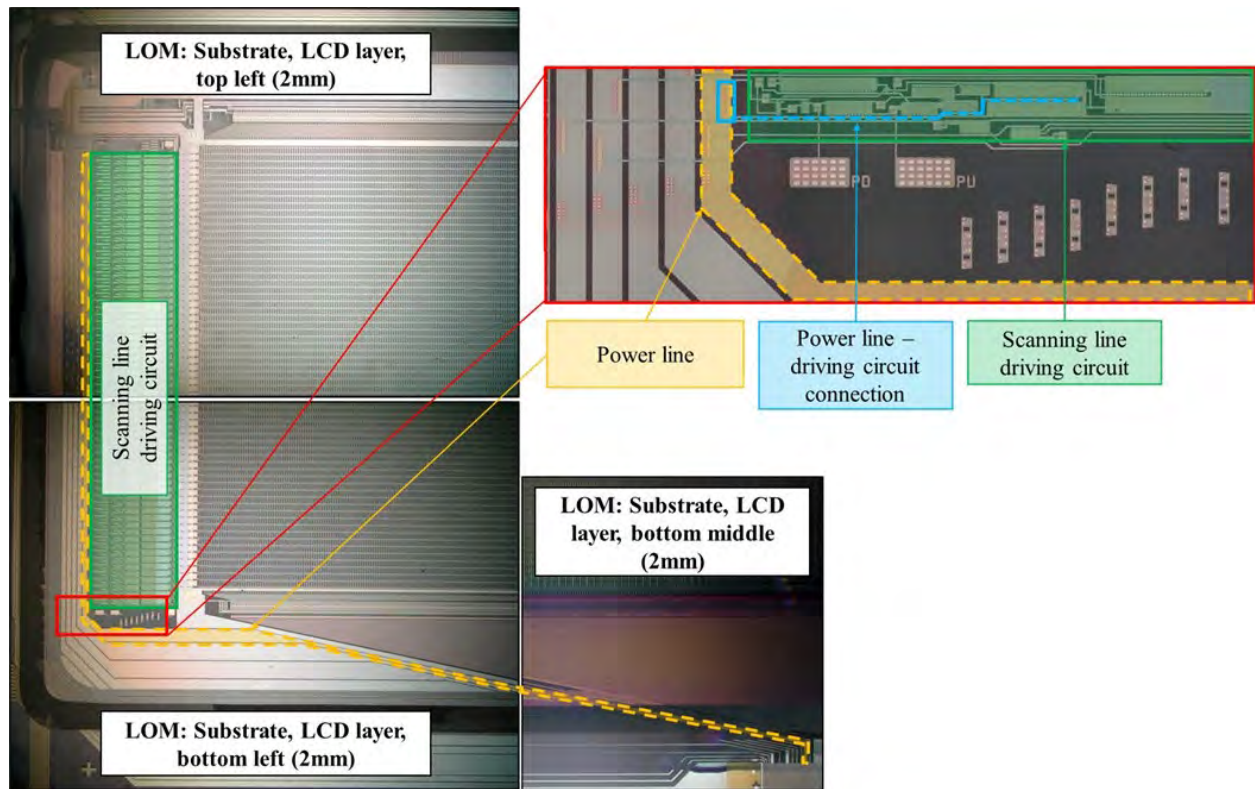 LOM: Substrate, LCD layer,
top left (2mm)
Scanning line
driving circuit
PD
PU
Power line
Power line –
driving circuit
connection
Scanning line
driving circuit
LOM: Substrate, LCD
layer, bottom middle
(2mm)
LOM: Substrate, LCD layer,
bottom left (2mm)